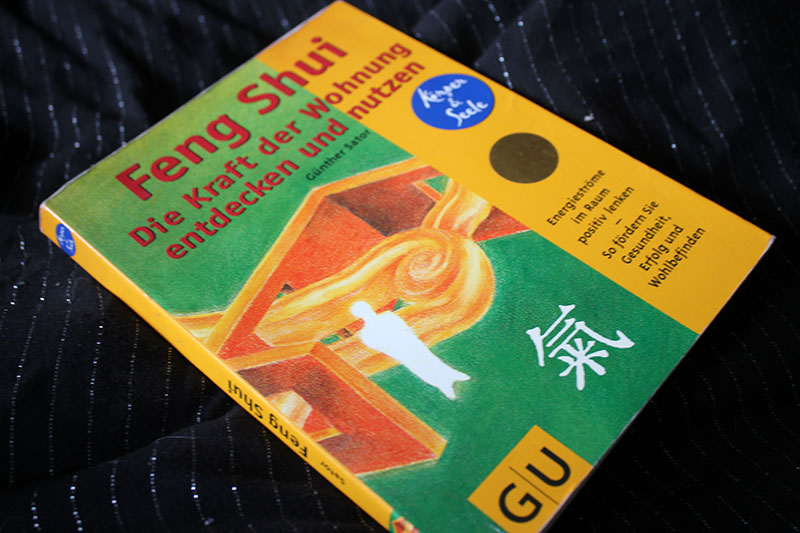 Feng Shui
Die Kraft der Wohnung
entdecken und nutzen
Günther Sator
Körper
&
Seele
Energieströme
im Raum
positiv lenken
–
So fördern Sie
Gesundheit,
Erfolg und
Wohlbefinden
氣
G|U
Sator Feng Shui